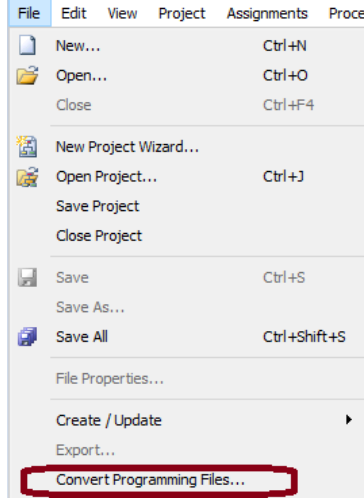 File Edit View Project Assignments Proce
New... Ctrl+N
Open... Ctrl+O
Close Ctrl+F4
New Project Wizard...
Open Project... Ctrl+J
Save Project
Close Project
Save Ctrl+S
Save As...
Save All Ctrl+Shift+S
File Properties...
Create / Update
Export...
Convert Programming Files...